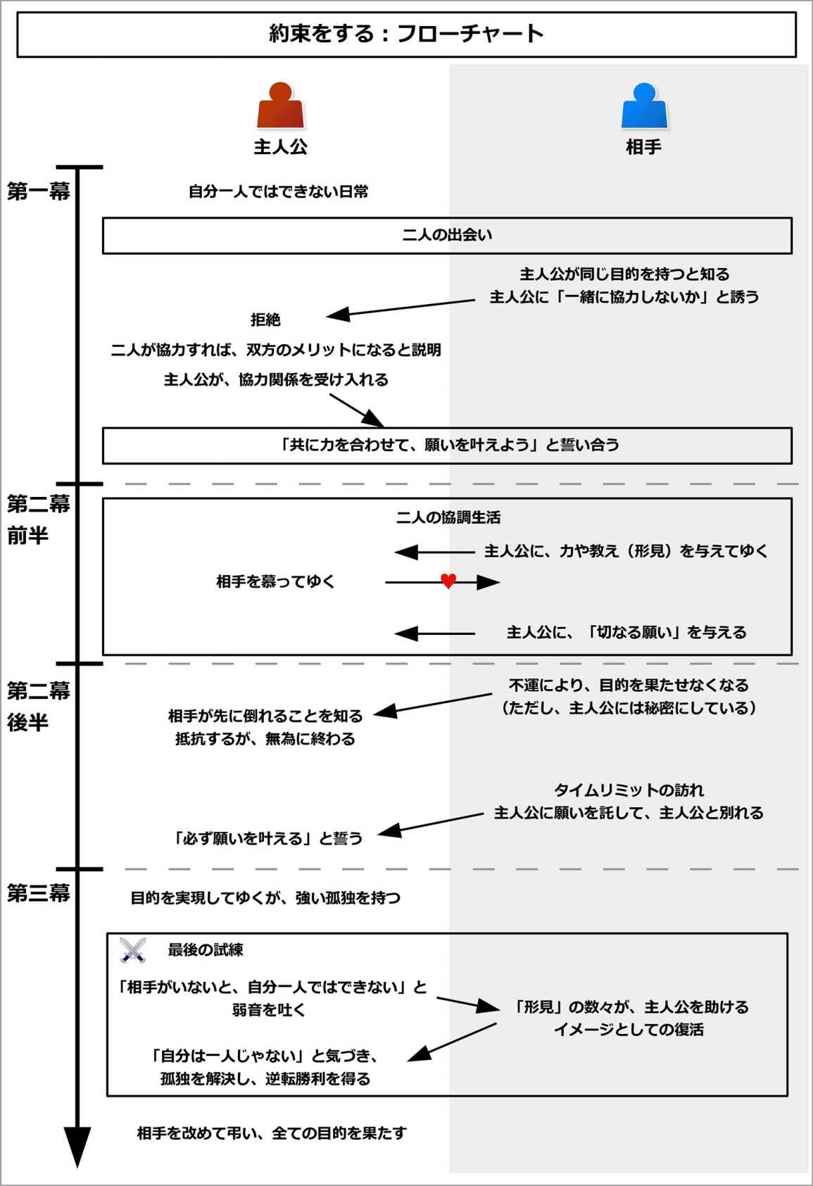 約束をする：フローチャート
主人公
相手
第一幕
自分一人ではできない日常
二人の出会い
主人公が同じ目的を持つと知る
主人公に「一緒に協力しないか」と誘う
拒絶
二人が協力すれば、双方のメリットになると説明
主人公が、協力関係を受け入れる
「共に力を合わせて、願いを叶えよう」と誓い合う
第二幕
前半
二人の協調生活
主人公に、力や教え（形見）を与えてゆく
相手を慕ってゆく
主人公に、「切なる願い」を与える
第二幕
後半
不運により、目的を果たせなくなる
（ただし、主人公には秘密にしている）
相手が先に倒れることを知る
抵抗するが、無為に終わる
タイムリミットの訪れ
主人公に願いを託して、主人公と別れる
「必ず願いを叶える」と誓う
第三幕
目的を実現してゆくが、強い孤独を持つ
最後の試練
「相手がいないと、自分一人ではできない」と
弱音を吐く
「形見」の数々が、主人公を助ける
イメージとしての復活
「自分は一人じゃない」と気づき、
孤独を解決し、逆転勝利を得る
相手を改めて弔い、全ての目的を果たす